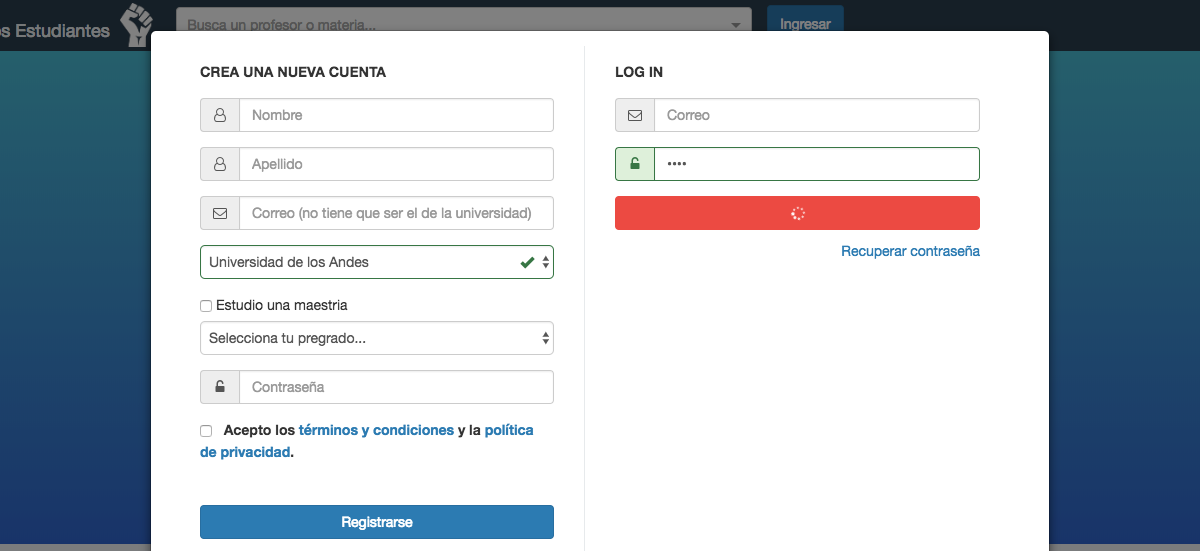 s Estudiantes
Busca un profesor o materia...
Ingresar
CREA UNA NUEVA CUENTA
Nombre
Apellido
Correo (no tiene que ser el de la universidad)
Universidad de los Andes
Estudio una maestria
Selecciona tu pregrado...
Contraseña
Acepto los términos y condiciones y la política
de privacidad.
Registrarse
LOG IN
Correo
••••
Recuperar contraseña